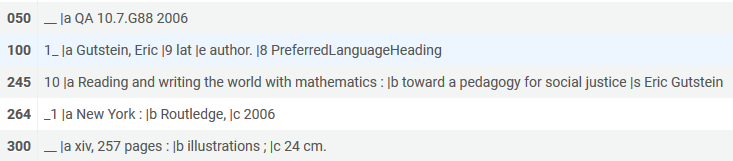 050 __ |a QA 10.7.G88 2006
100 1_ |a Gutstein, Eric |9 lat |e author. |8 PreferredLanguageHeading
245 10 |a Reading and writing the world with mathematics : |b toward a pedagogy for social justice |s Eric Gutstein
264 _1 |a New York : |b Routledge, |c 2006
300 __ |a xiv, 257 pages : |b illustrations ; |c 24 cm.